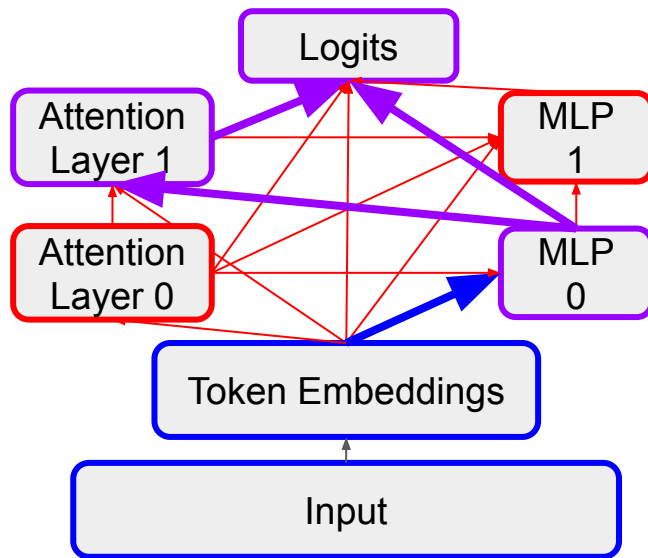 Logits
Attention
Layer 1
MLP
1
Attention
Layer 0
MLP
0
Token Embeddings
Input